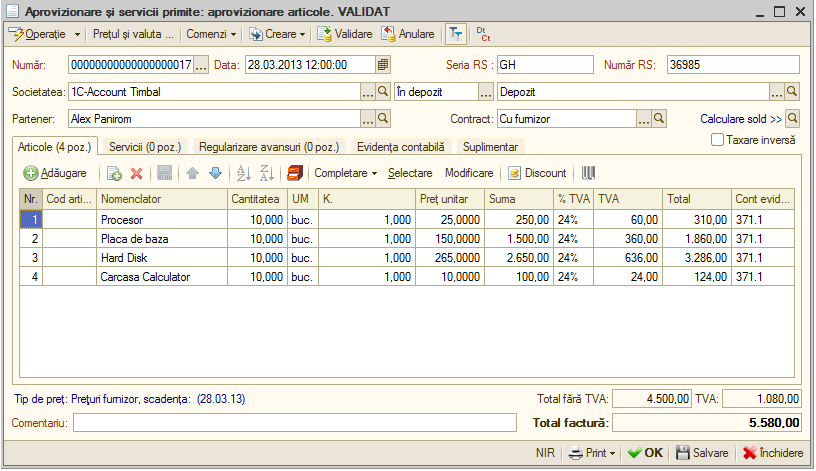 Aprovizionare și servicii primite: aprovizionare articole. VALIDAT
Operație Prețul și valuta ... Comenzi Creare Validare Anulare Dt Ct
Număr: 00000000000000000017 ... Data: 28.03.2013 12:00:00 Seria RS : GH Număr RS: 36985
Societatea: 1C-Account Timbal ... În depozit ... Depozit ...
Partener: Alex Panirom ... Contract: Cu furnizor ... Calculare sold >>
Articole (4 poz.) Servicii (0 poz.) Regularizare avansuri (0 poz.) Evidența contabilă Suplimentar Taxare inversă
Adăugare Completare Selectare Modificare Discount
Nr. Cod arti... Nomenclator Cantitatea UM K. Preț unitar Suma % TVA TVA Total Cont evid...
1 Procesor 10,000 buc. 1,000 25,0000 250,00 24% 60,00 310,00 371.1
2 Placa de baza 10,000 buc. 1,000 150,0000 1.500,00 24% 360,00 1.860,00 371.1
3 Hard Disk 10,000 buc. 1,000 265,0000 2.650,00 24% 636,00 3.286,00 371.1
4 Carcasa Calculator 10,000 buc. 1,000 10,0000 100,00 24% 24,00 124,00 371.1
Tip de preț: Prețuri furnizor, scadența: (28.03.13) Total fără TVA: 4.500,00 TVA: 1.080,00
Comentariu: Total factură: 5.580,00
NIR Print OK Salvare Închidere